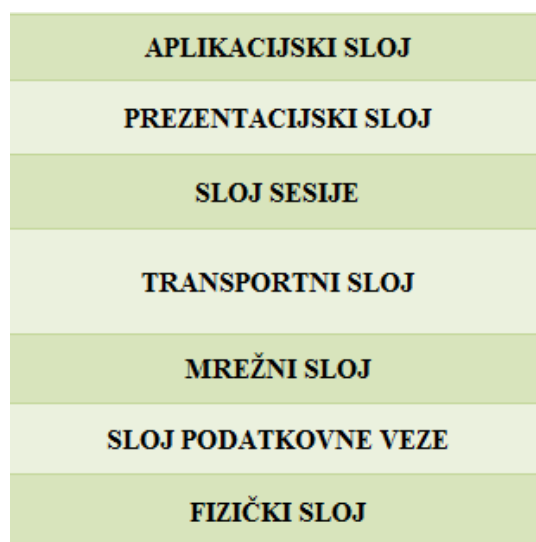 APLIKACIJSKI SLOJ
PREZENTACIJSKI SLOJ
SLOJ SESIJE
TRANSPORTNI SLOJ
MREŽNI SLOJ
SLOJ PODATKOVNE VEZE
FIZIČKI SLOJ